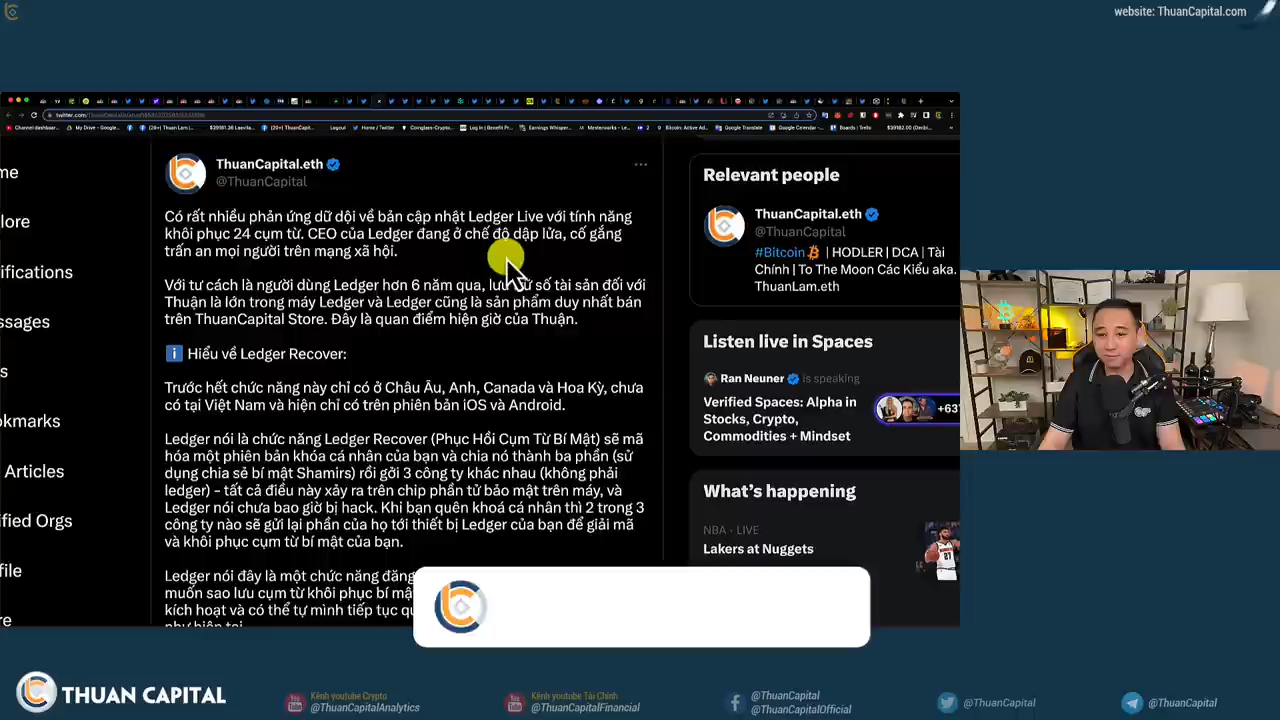 website: ThuanCapital.com
me
lore
ifications
ssages
s
okmarks
Articles
ified Orgs
file
re
ThuanCapital.eth
@ThuanCapital
Có rất nhiều phản ứng dữ dội về bản cập nhật Ledger Live với tính năng
khôi phục 24 cụm từ. CEO của Ledger đang ở chế độ dập lửa, cố gắng
trấn an mọi người trên mạng xã hội.
Với tư cách là người dùng Ledger hơn 6 năm qua, lưu số tài sản đối với
Thuận là lớn trong máy Ledger và Ledger cũng là sản phẩm duy nhất bán
trên ThuanCapital Store. Đây là quan điểm hiện giờ của Thuận.
Hiểu về Ledger Recover:
Trước hết chức năng này chỉ có ở Châu Âu, Anh, Canada và Hoa Kỳ, chưa
có tại Việt Nam và hiện chỉ có trên phiên bản iOS và Android.
Ledger nói là chức năng Ledger Recover (Phục Hồi Cụm Từ Bí Mật) sẽ mã
hóa một phiên bản khóa cá nhân của bạn và chia nó thành ba phần (sử
dụng chia sẻ bí mật Shamirs) rồi gởi 3 công ty khác nhau (không phải
ledger) - tất cả điều này xảy ra trên chip phần tử bảo mật trên máy, và
Ledger nói chưa bao giờ bị hack. Khi bạn quên khoá cá nhân thì 2 trong 3
công ty nào sẽ gửi lại phần của họ tới thiết bị Ledger của bạn để giải mã
và khôi phục cụm từ bí mật của bạn.
Ledger nói đây là một chức năng đăng
muốn sao lưu cụm từ khôi phục bí mậ
kích hoạt và có thể tự mình tiếp tục qu
như hiện tại
Relevant people
ThuanCapital.eth
@ThuanCapital
#Bitcoin | HODLER | DCA | Tài
Chính | To The Moon Các Kiểu aka.
ThuanLam.eth
Listen live in Spaces
Ran Neuner is speaking
Verified Spaces: Alpha in
Stocks, Crypto,
Commodities + Mindset
+637
What's happening
NBA · LIVE
Lakers at Nuggets
THUAN CAPITAL
Kênh youtube Crypto
@ThuanCapitalAnalytics
Kênh youtube Tài Chính
@ThuanCapitalFinancial
@ThuanCapital
@ThuanCapitalOfficial
@ThuanCapital
@ThuanCapital